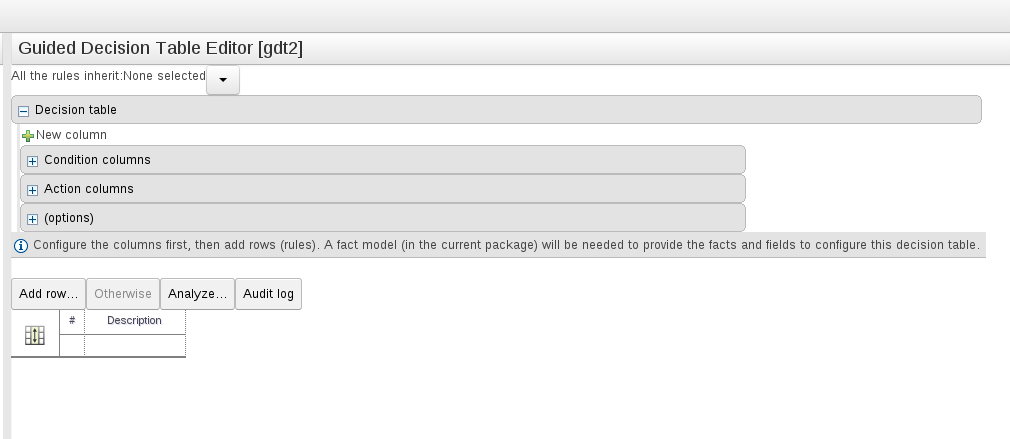 Guided Decision Table Editor [gdt2]
All the rules inherit:None selected
Decision table
New column
Condition columns
Action columns
(options)
Configure the columns first, then add rows (rules). A fact model (in the current package) will be needed to provide the facts and fields to configure this decision table.
Add row... Otherwise Analyze... Audit log
# Description